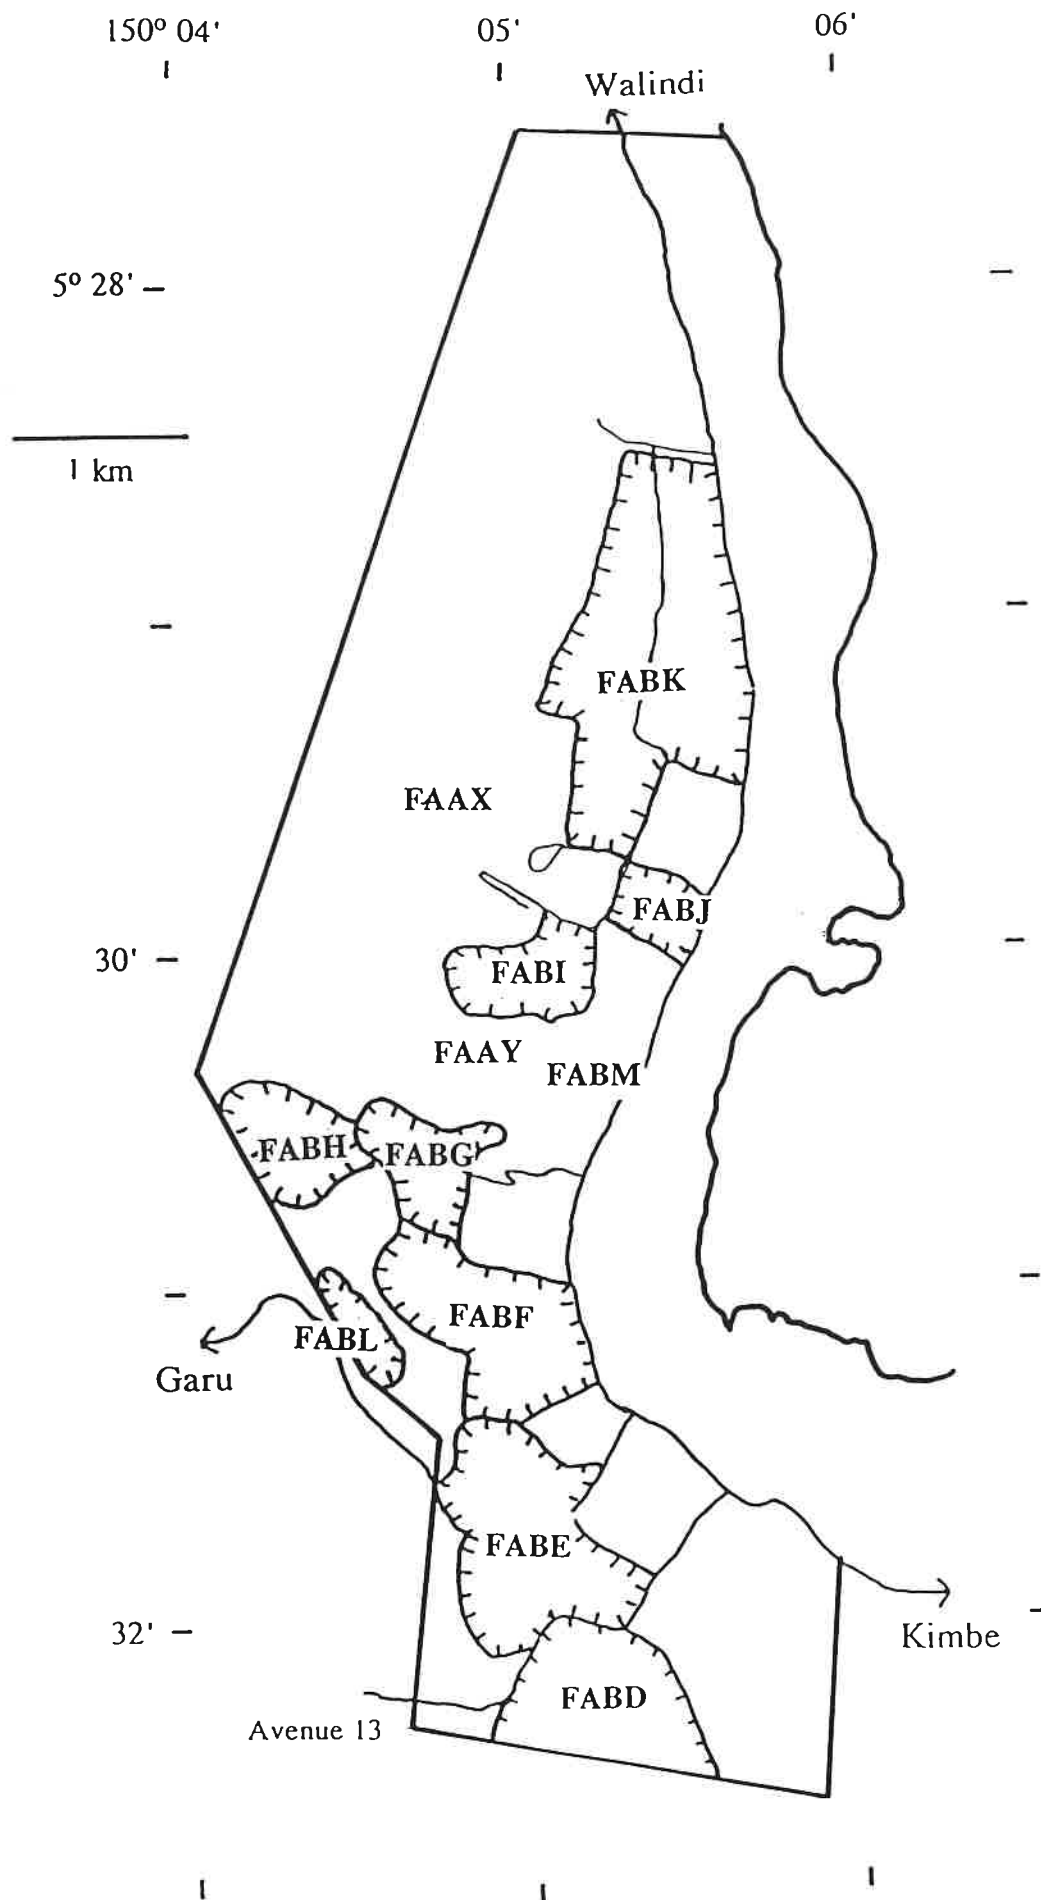 150° 04' 05' 06'
Walindi
5° 28'
1 km
FABK
FAAX
FABJ
30'
FABI
FAAY
FABM
FABH
FABG
FABF
FABL
Garu
FABE
32'
Kimbe
FABD
Avenue 13